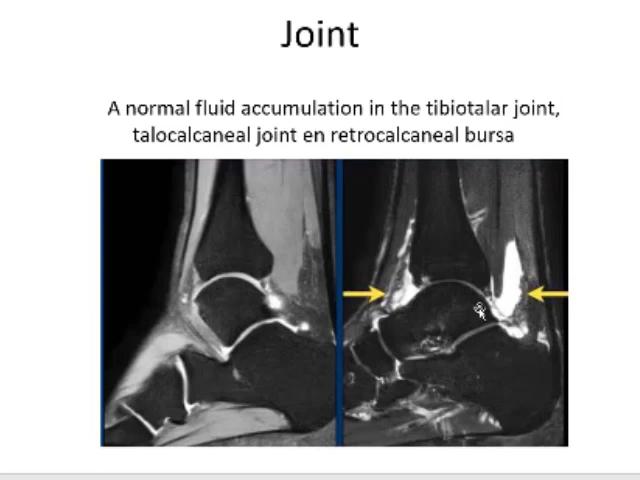 Joint
A normal fluid accumulation in the tibiotalar joint,
talocalcaneal joint en retrocalcaneal bursa